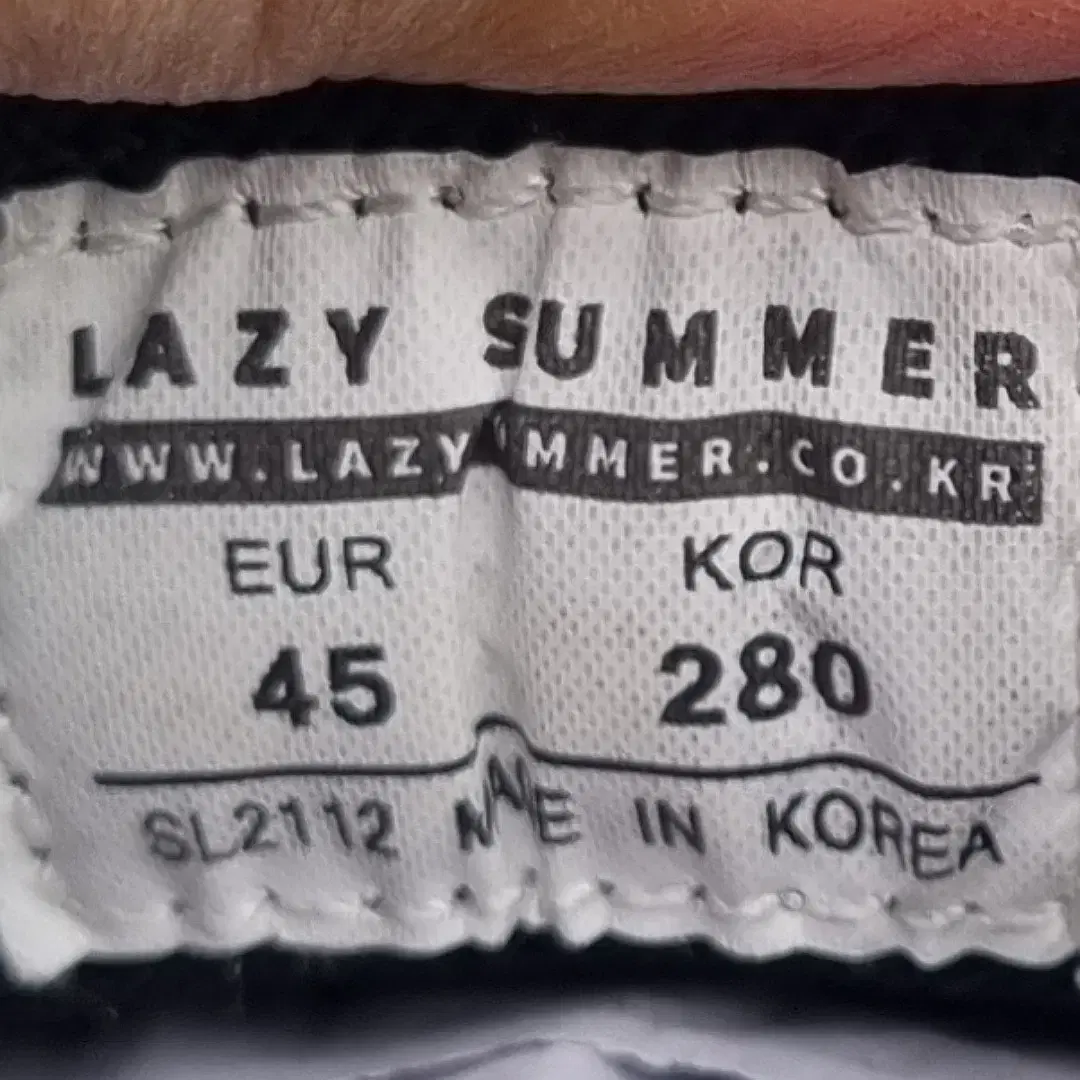 LAZY SUMMER
WWW.LAZY MMER.CO.KR
EUR KOR
45 280
SL2112 MADE IN KOREA